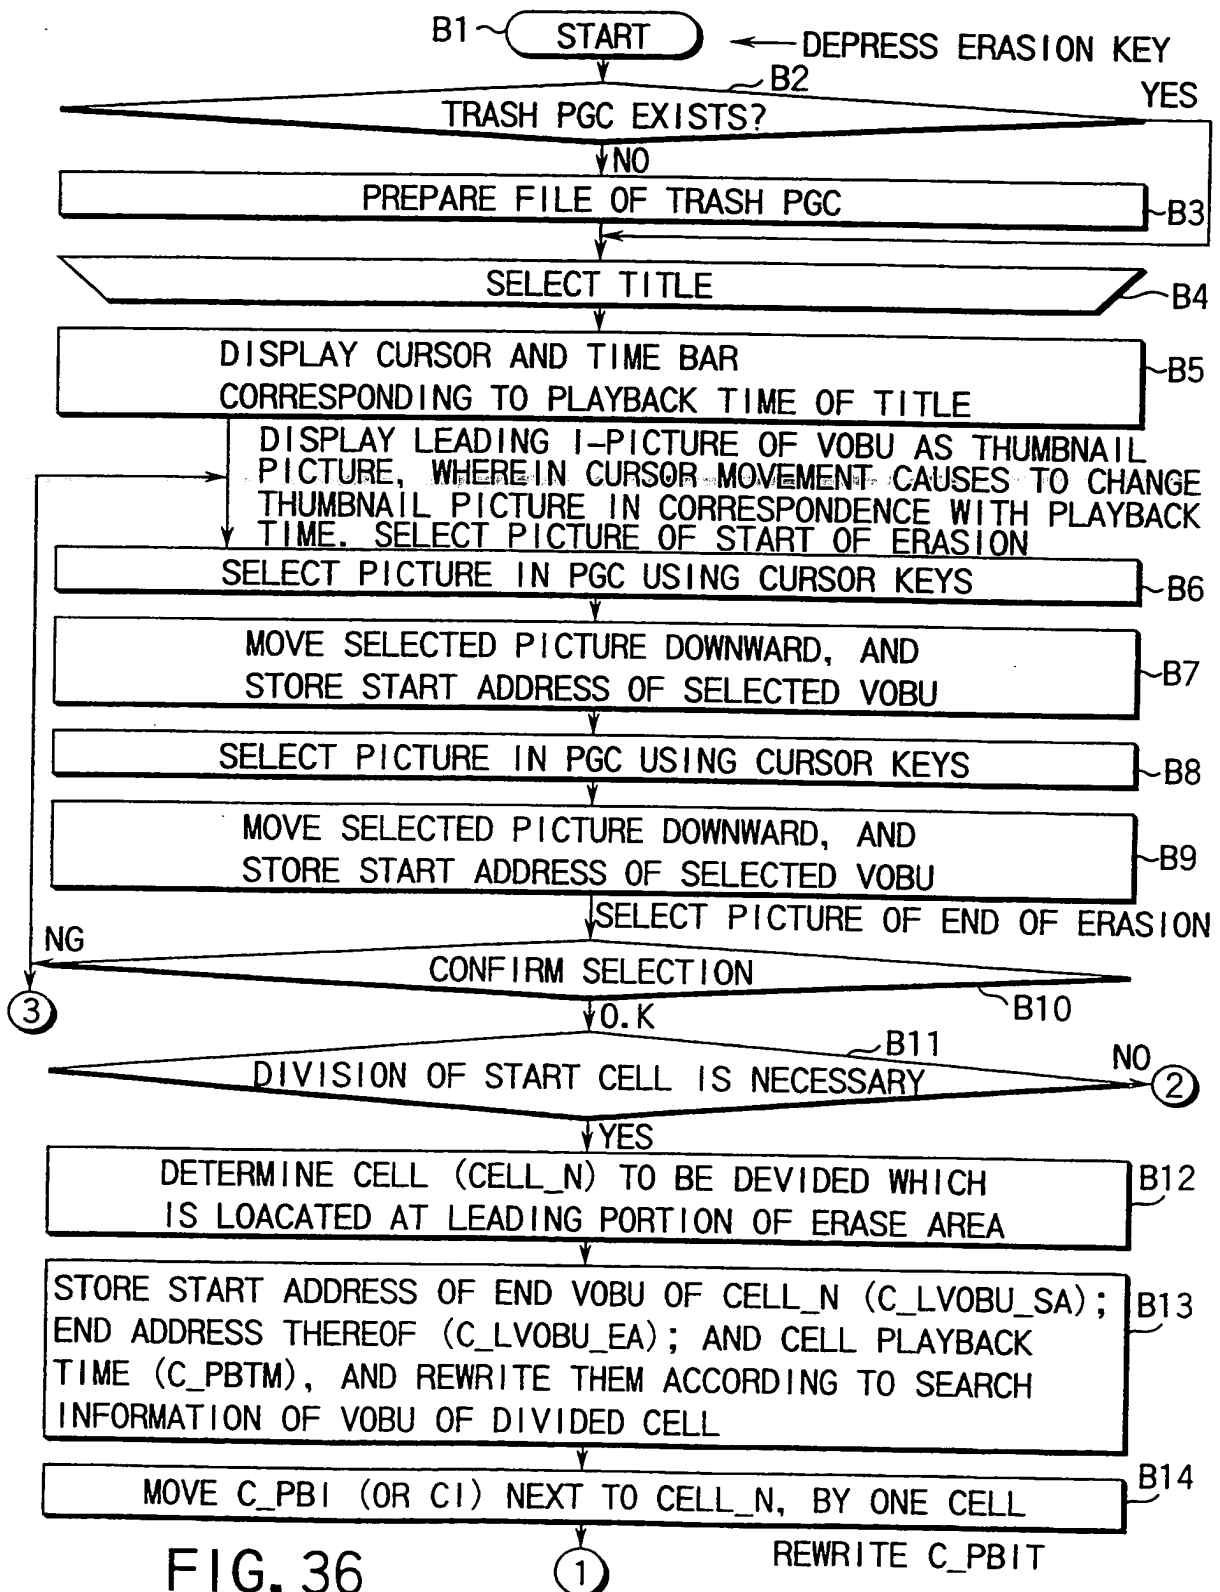 B1
START
DEPRESS ERASION KEY
B2
YES
TRASH PGC EXISTS?
NO
PREPARE FILE OF TRASH PGC
B3
SELECT TITLE
B4
DISPLAY CURSOR AND TIME BAR
CORRESPONDING TO PLAYBACK TIME OF TITLE
B5
DISPLAY LEADING I-PICTURE OF VOBU AS THUMBNAIL
PICTURE, WHEREIN CURSOR MOVEMENT CAUSES TO CHANGE
THUMBNAIL PICTURE IN CORRESPONDENCE WITH PLAYBACK
TIME. SELECT PICTURE OF START OF ERASION
SELECT PICTURE IN PGC USING CURSOR KEYS
B6
MOVE SELECTED PICTURE DOWNWARD, AND
STORE START ADDRESS OF SELECTED VOBU
B7
SELECT PICTURE IN PGC USING CURSOR KEYS
B8
MOVE SELECTED PICTURE DOWNWARD, AND
STORE START ADDRESS OF SELECTED VOBU
B9
SELECT PICTURE OF END OF ERASION
NG
CONFIRM SELECTION
B10
3
O.K
B11
DIVISION OF START CELL IS NECESSARY
NO
2
YES
DETERMINE CELL (CELL_N) TO BE DEVIDED WHICH
IS LOACATED AT LEADING PORTION OF ERASE AREA
B12
STORE START ADDRESS OF END VOBU OF CELL_N (C_LVOBU_SA);
END ADDRESS THEREOF (C_LVOBU_EA); AND CELL PLAYBACK
TIME (C_PBTM), AND REWRITE THEM ACCORDING TO SEARCH
INFORMATION OF VOBU OF DIVIDED CELL
B13
MOVE C_PBI (OR CI) NEXT TO CELL_N, BY ONE CELL
B14
REWRITE C_PBIT
1
FIG. 36